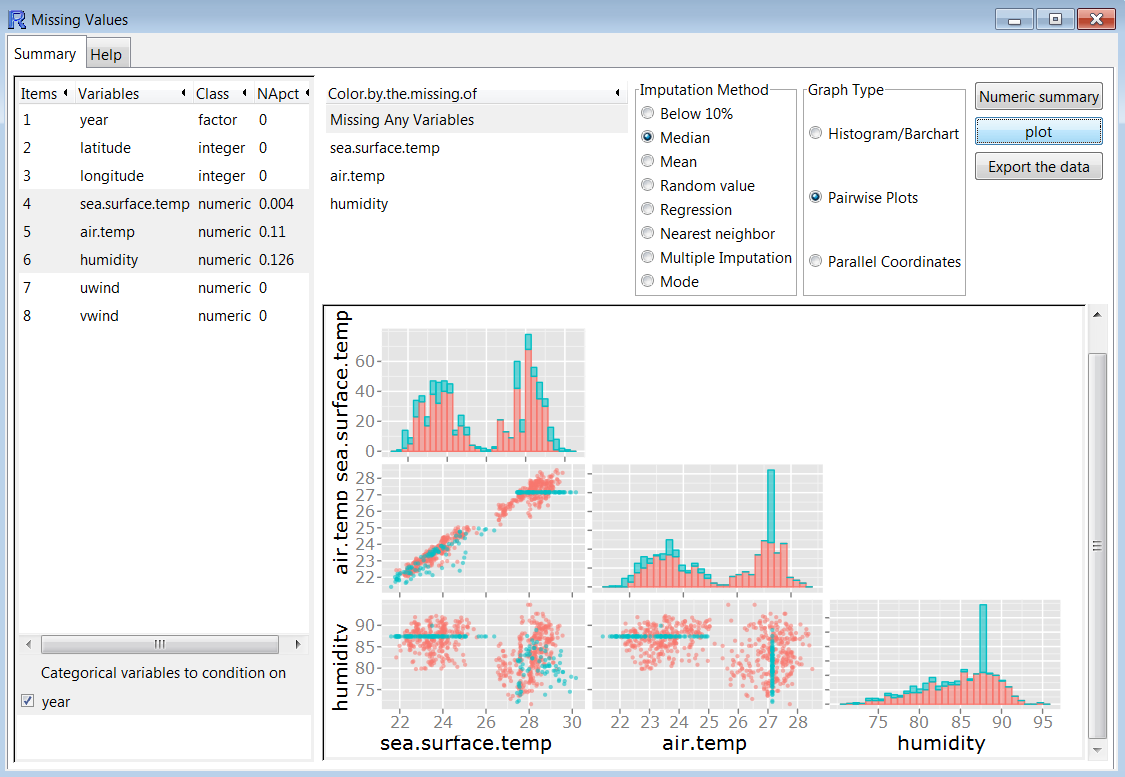 Missing Values
Summary
Help
Items Variables Class NApct
1 year factor 0
2 latitude integer 0
3 longitude integer 0
4 sea.surface.temp numeric 0.004
5 air.temp numeric 0.11
6 humidity numeric 0.126
7 uwind numeric 0
8 vwind numeric 0
Categorical variables to condition on
year
Color.by.the.missing.of
Missing Any Variables
sea.surface.temp
air.temp
humidity
Imputation Method
Below 10%
Median
Mean
Random value
Regression
Nearest neighbor
Multiple Imputation
Mode
Graph Type
Histogram/Barchart
Pairwise Plots
Parallel Coordinates
Numeric summary
plot
Export the data
sea.surface.temp
60
40
20
0
air.temp
28
27
26
25
24
23
22
humidity
90
85
80
75
22 24 26 28 30
22 23 24 25 26 27 28
75 80 85 90 95
sea.surface.temp
air.temp
humidity